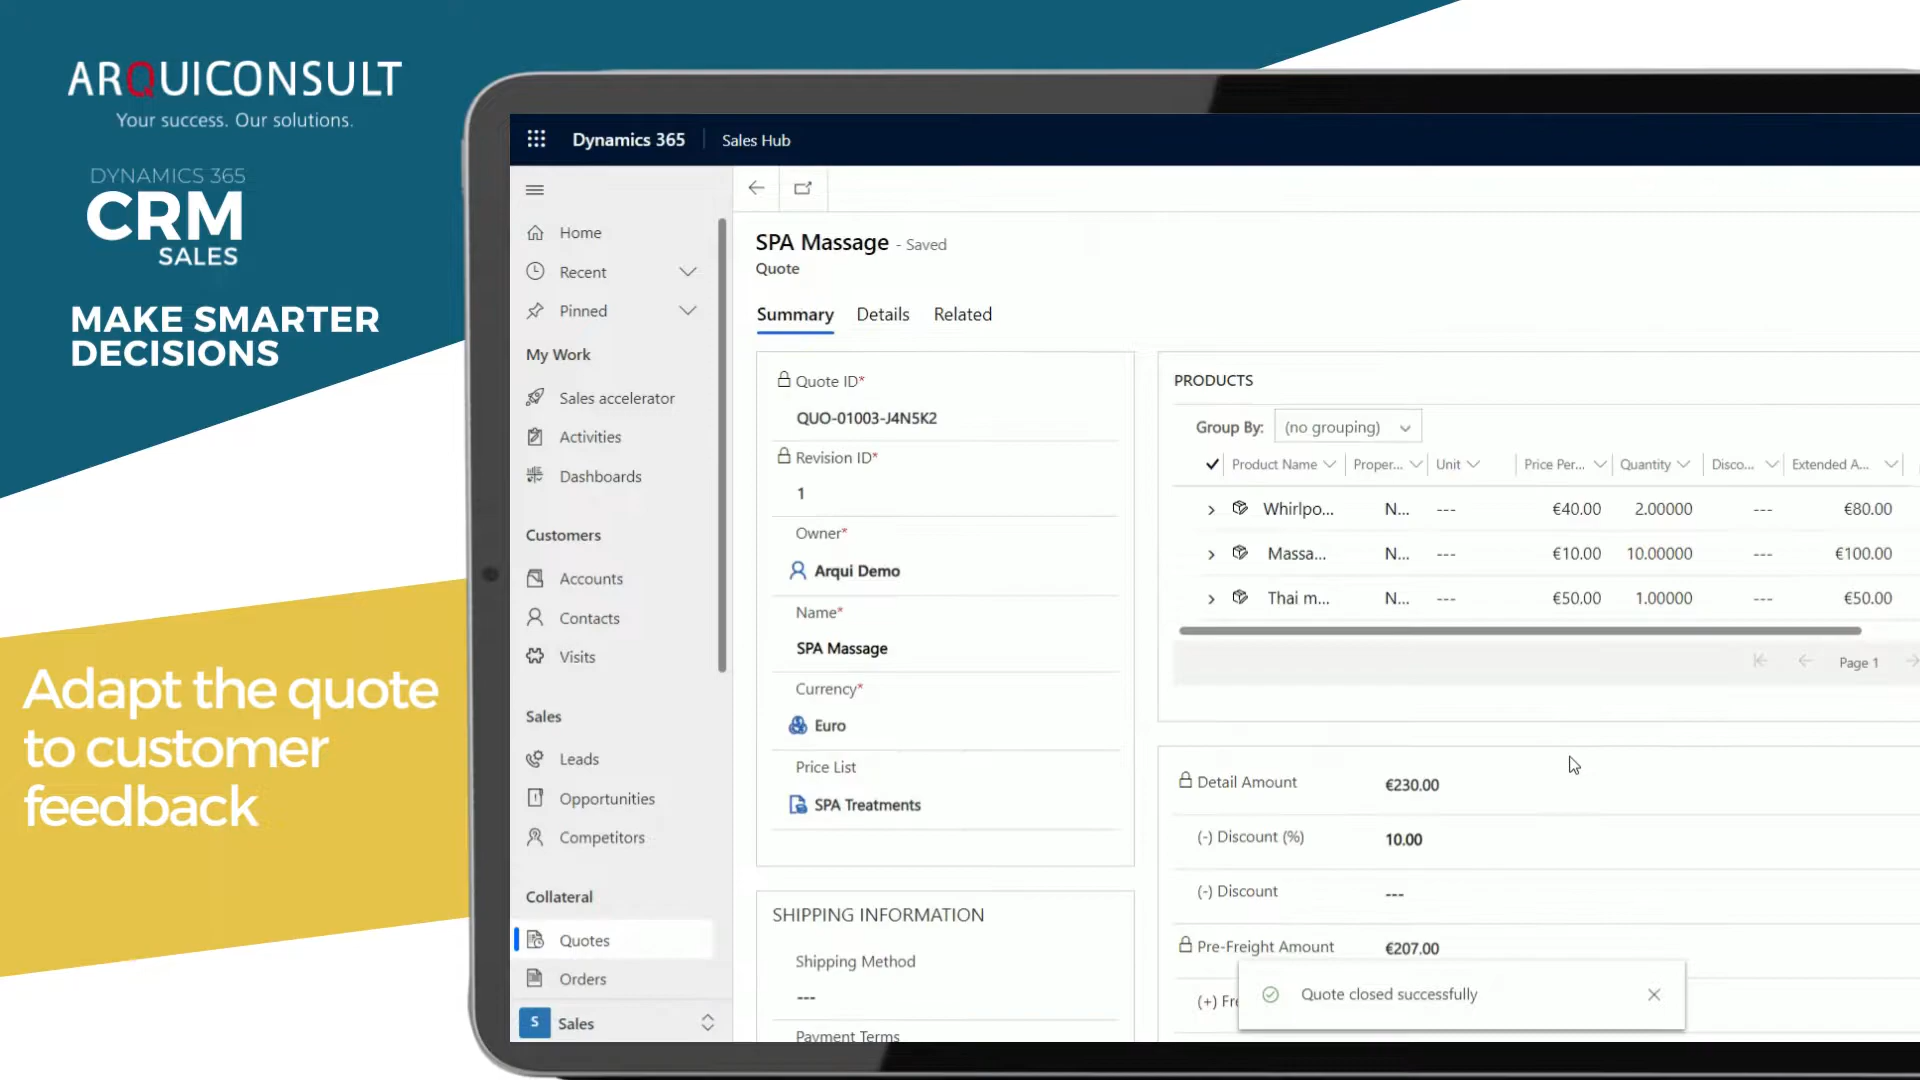 ARQUICONSULT
Your success. Our solutions.
DYNAMICS 365
CRM
SALES
MAKE SMARTER
DECISIONS
Adapt the quote
to customer
feedback
Dynamics 365
Sales Hub
Home
Recent
Pinned
My Work
Sales accelerator
Activities
Dashboards
Customers
Accounts
Contacts
Visits
Sales
Leads
Opportunities
Competitors
Collateral
Quotes
Orders
S Sales
SPA Massage - Saved
Quote
Summary Details Related
Quote ID*
QUO-01003-J4N5K2
Revision ID*
1
Owner*
Arqui Demo
Name*
SPA Massage
Currency*
Euro
Price List
SPA Treatments
SHIPPING INFORMATION
Shipping Method
---
Payment Terms
PRODUCTS
Group By: (no grouping)
Product Name Proper... Unit Price Per... Quantity Disco... Extended A...
Whirlpo... N... --- €40.00 2.00000 --- €80.00
Massa... N... --- €10.00 10.00000 --- €100.00
Thai m... N... --- €50.00 1.00000 --- €50.00
Page 1
Detail Amount €230.00
(-) Discount (%) 10.00
(-) Discount ---
Pre-Freight Amount €207.00
(+) Fre
Quote closed successfully